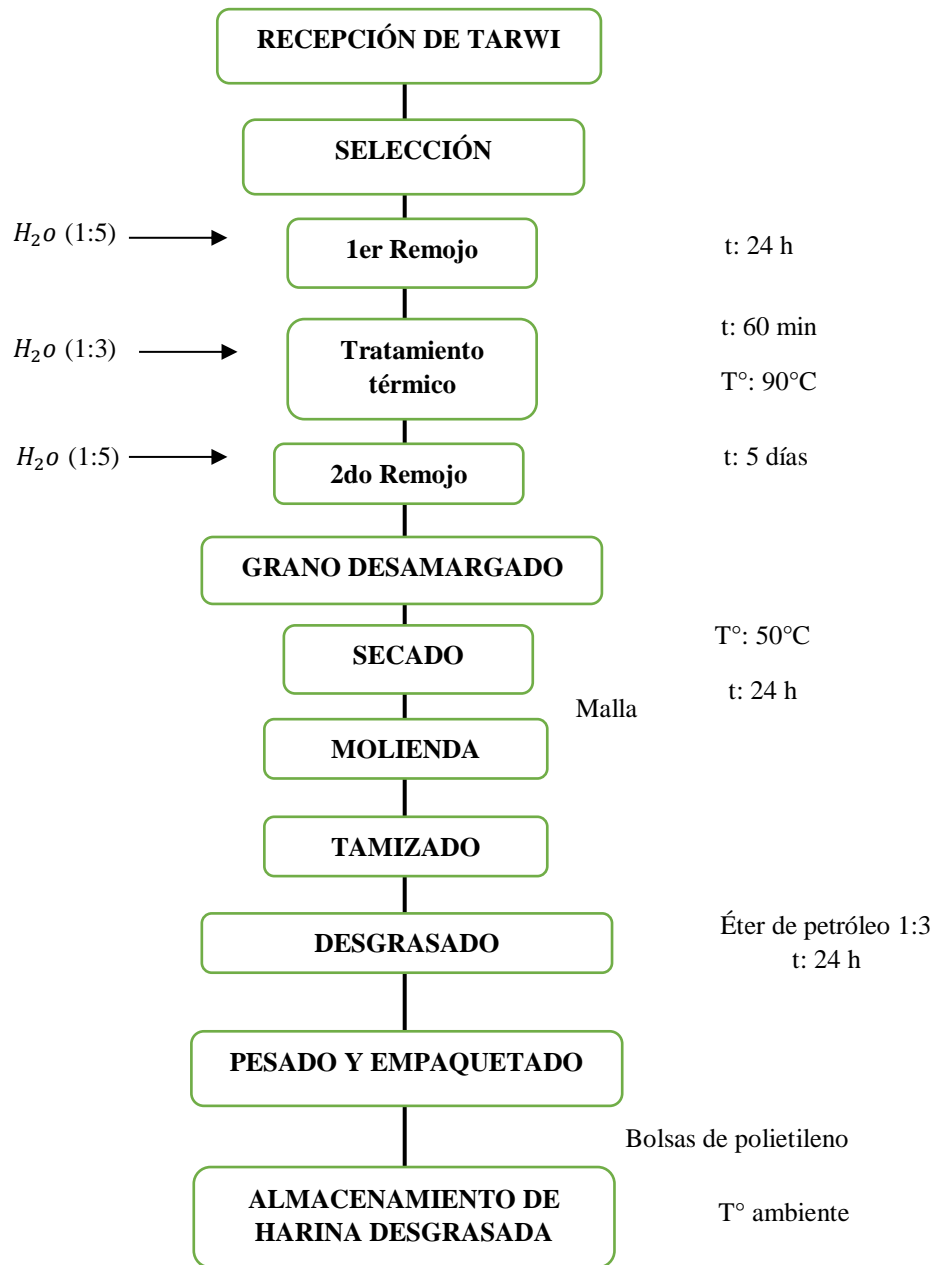 RECEPCIÓN DE TARWI
SELECCIÓN
H₂o (1:5)
1er Remojo
t: 24 h
H₂o (1:3)
Tratamiento
térmico
t: 60 min
T°: 90°C
H₂o (1:5)
2do Remojo
t: 5 días
GRANO DESAMARGADO
SECADO
T°: 50°C
t: 24 h
Malla
MOLIENDA
TAMIZADO
DESGRASADO
Éter de petróleo 1:3
t: 24 h
PESADO Y EMPAQUETADO
Bolsas de polietileno
ALMACENAMIENTO DE
HARINA DESGRASADA
T° ambiente